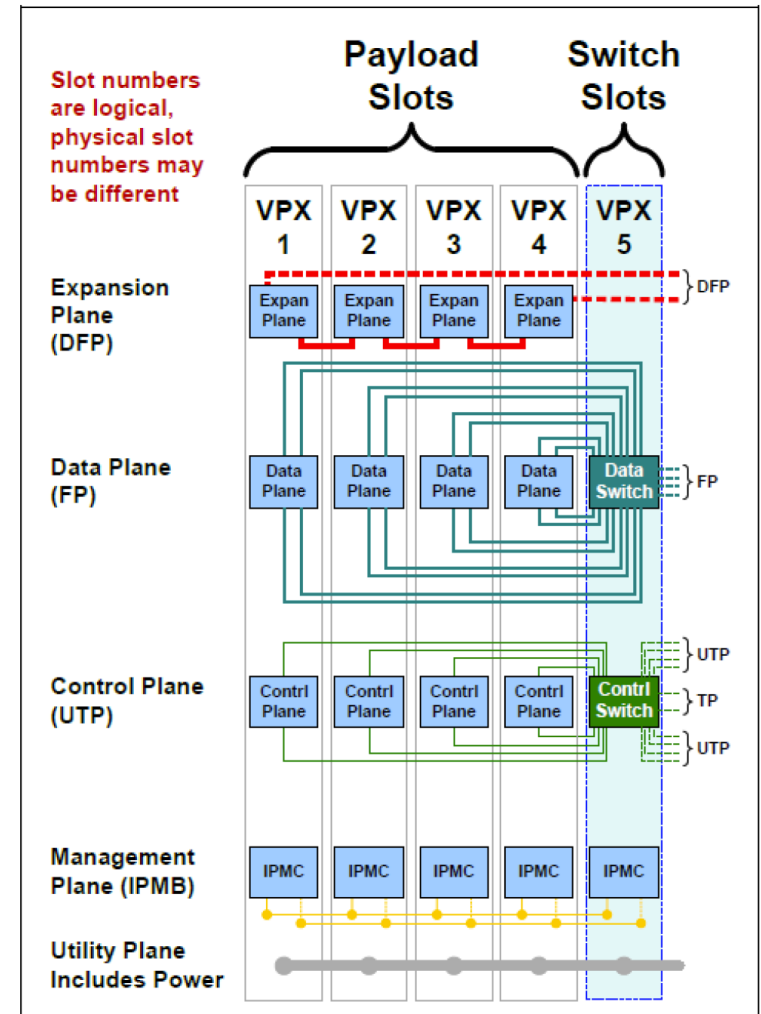 Payload
Slots
Switch
Slots
Slot numbers
are logical,
physical slot
numbers may
be different
VPX
1
VPX
2
VPX
3
VPX
4
VPX
5
Expansion
Plane
(DFP)
Expan
Plane
Expan
Plane
Expan
Plane
Expan
Plane
DFP
Data Plane
(FP)
Data
Plane
Data
Plane
Data
Plane
Data
Plane
Data
Switch
FP
Control Plane
(UTP)
Contrl
Plane
Contrl
Plane
Contrl
Plane
Contrl
Plane
Contrl
Switch
UTP
TP
UTP
Management
Plane (IPMB)
IPMC
IPMC
IPMC
IPMC
IPMC
Utility Plane
Includes Power